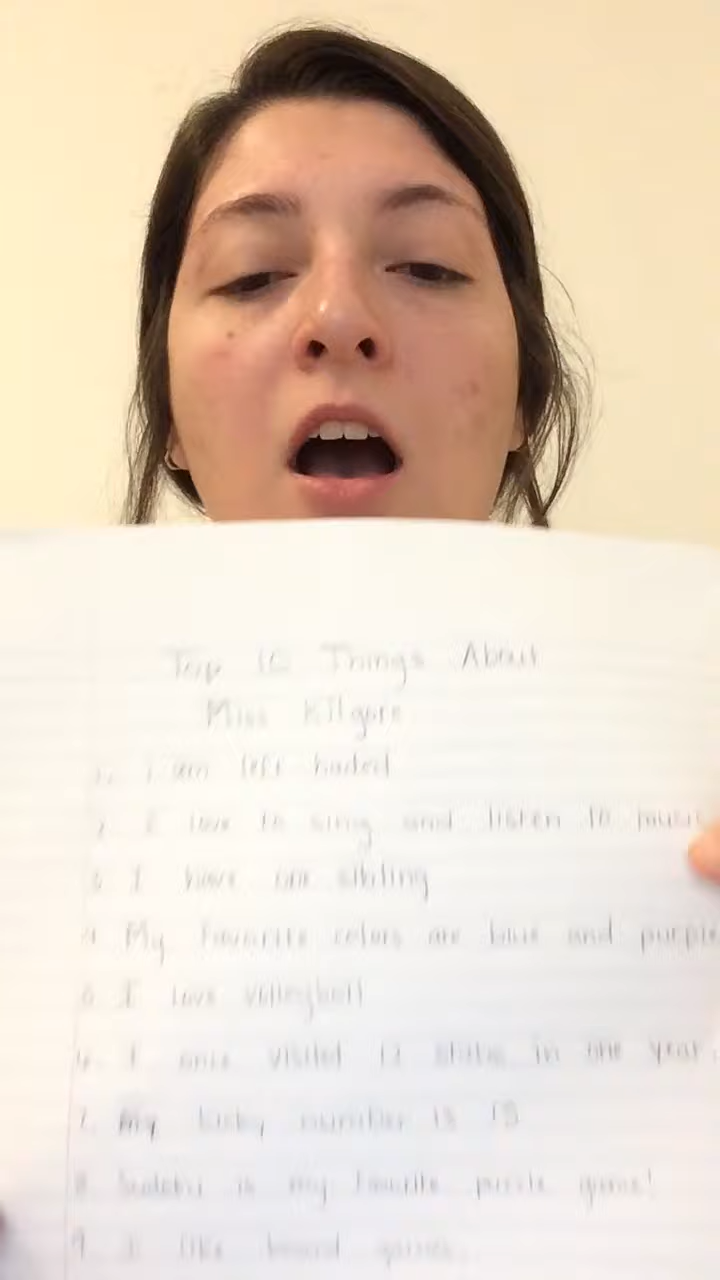 Top 10 Things About
Miss Kilgore
1. I am left haded
2. I love to sing and listen to music
3. I have one sibling
4. My favorite colors are blue and purple
5. I love volleyball
6. I once visited 12 states in one year.
7. My lucky number is 13
8. Sudoku is my favorite puzzle game!
9. I like board games.